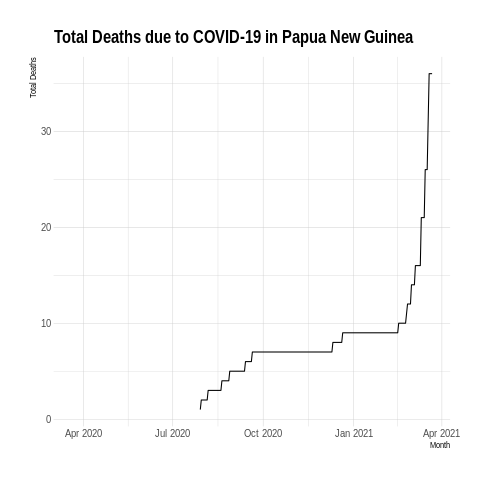 Total Deaths due to COVID-19 in Papua New Guinea
Total Deaths
30
20
10
0
Apr 2020 Jul 2020 Oct 2020 Jan 2021 Apr 2021
Month